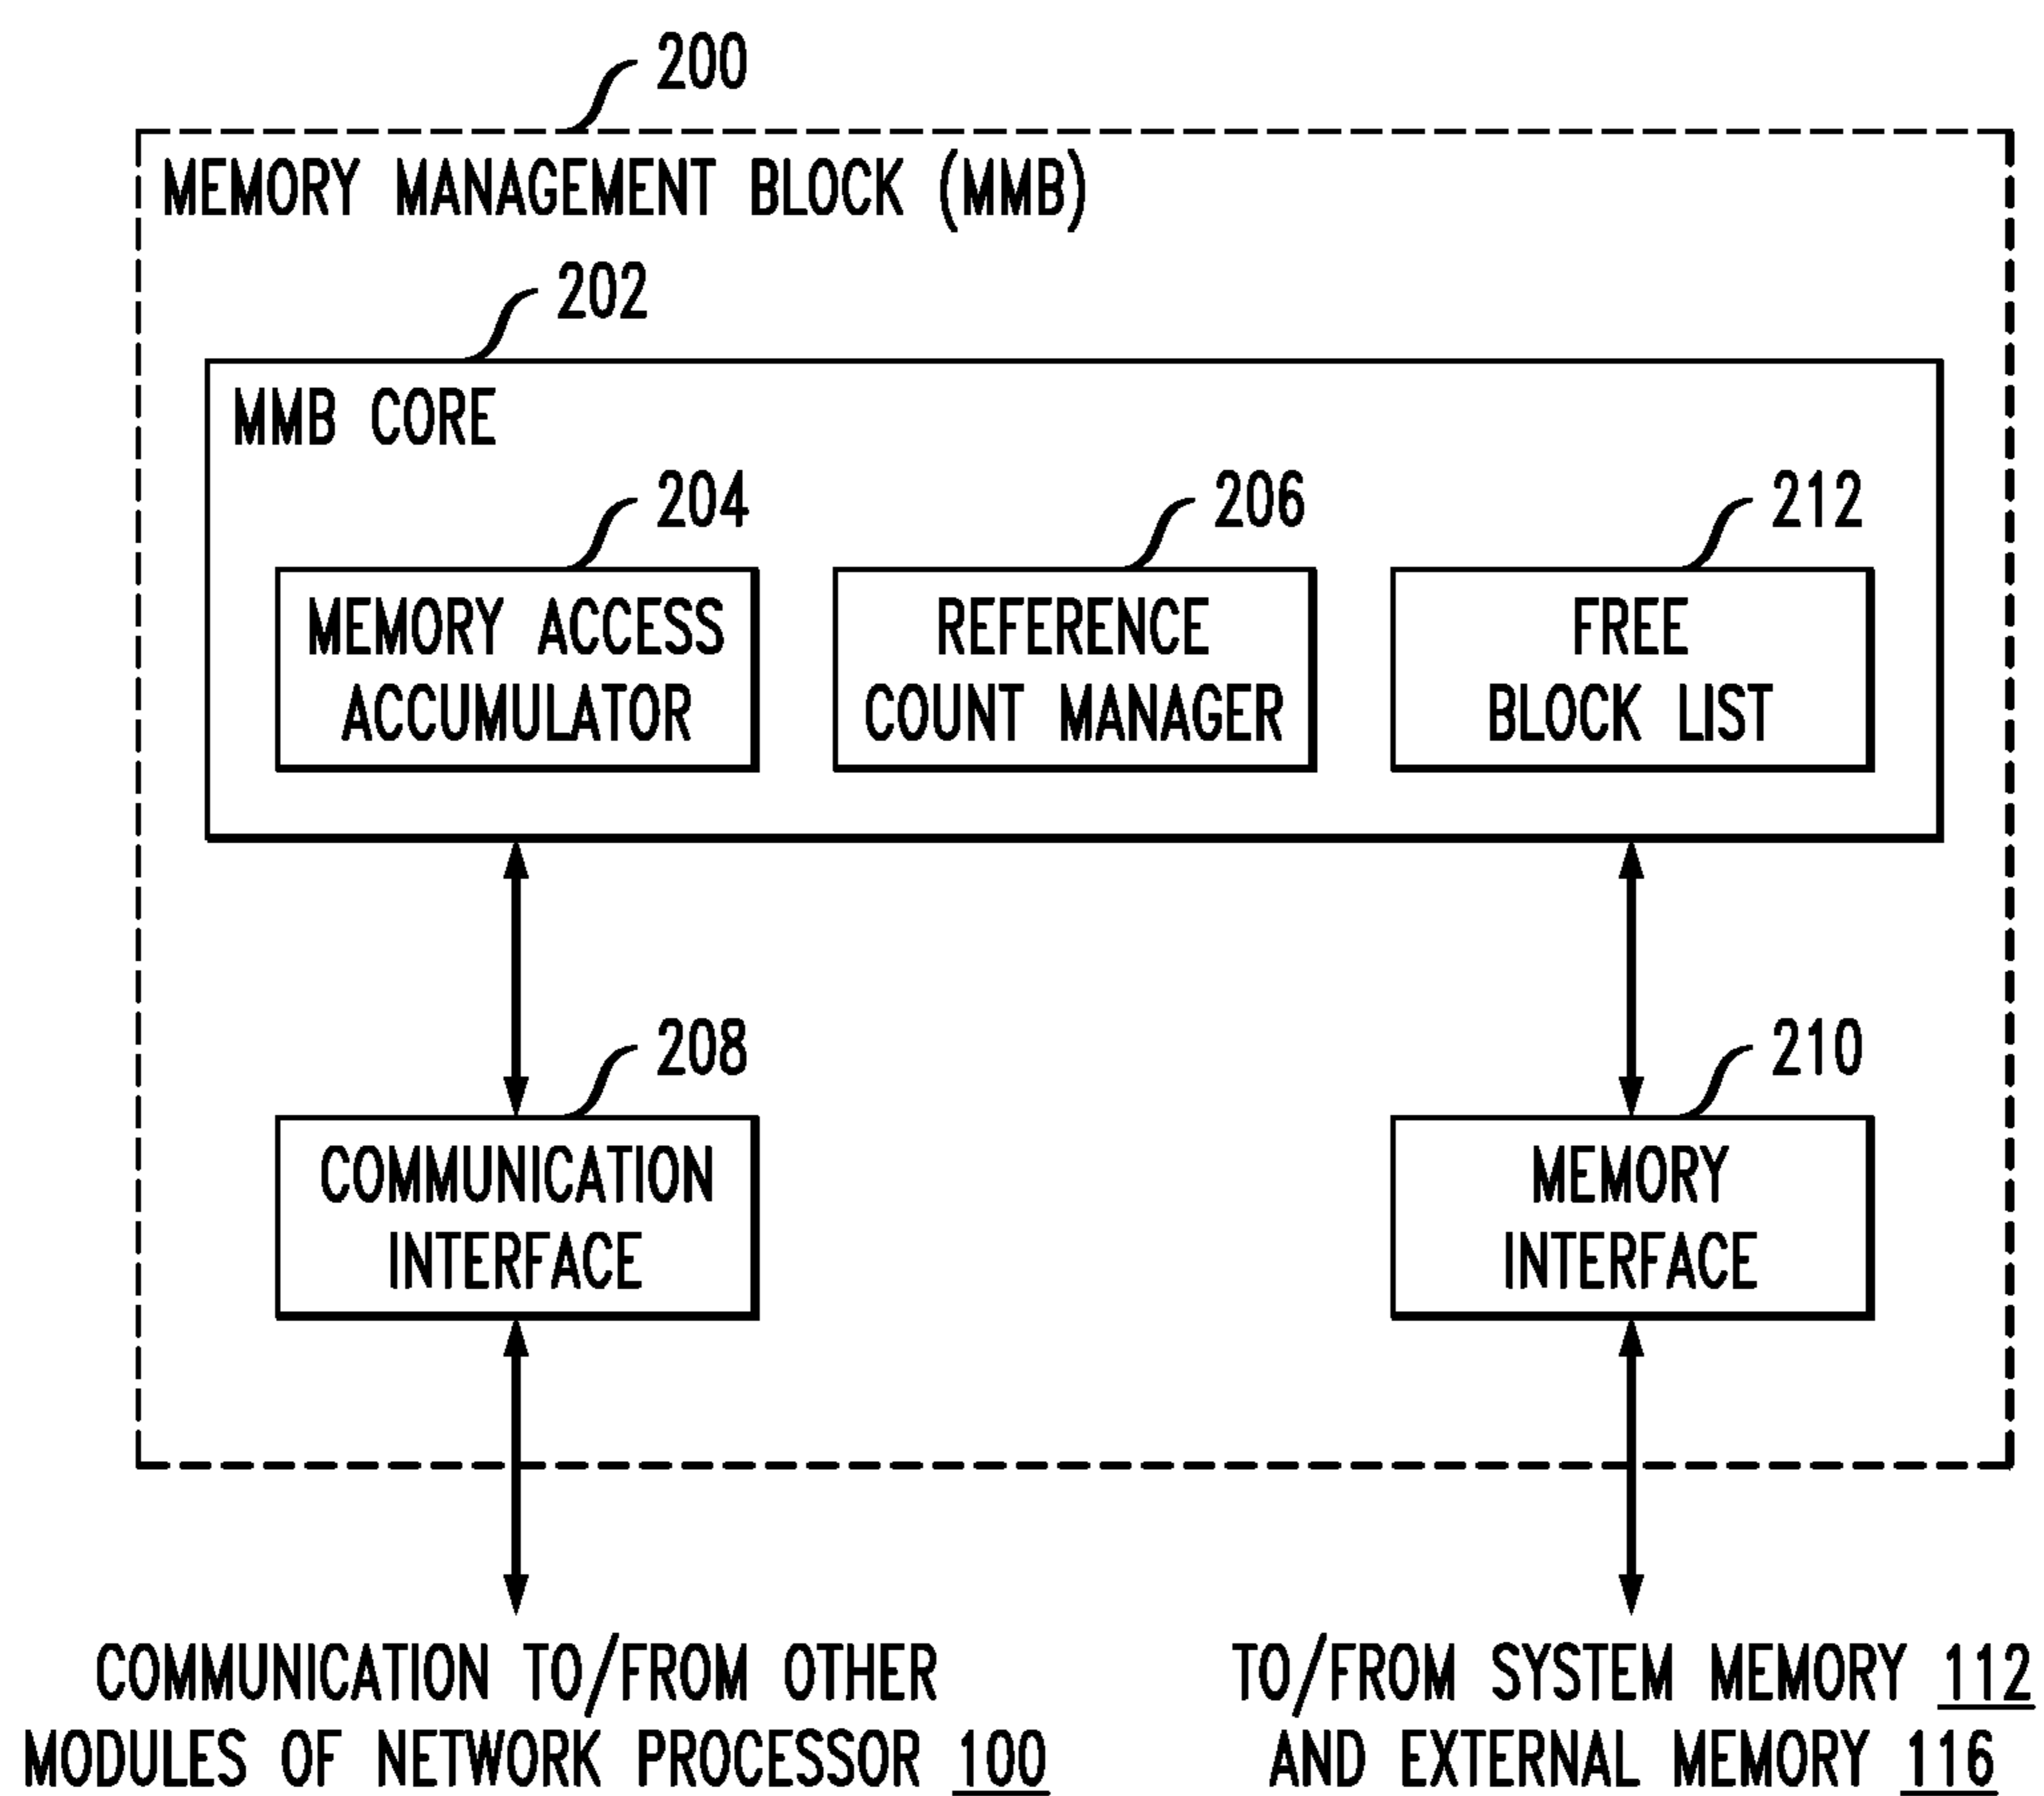 200
MEMORY MANAGEMENT BLOCK (MMB)
202
MMB CORE
204
206
212
MEMORY ACCESS
ACCUMULATOR
REFERENCE
COUNT MANAGER
FREE
BLOCK LIST
208
210
COMMUNICATION
INTERFACE
MEMORY
INTERFACE
COMMUNICATION TO/FROM OTHER
MODULES OF NETWORK PROCESSOR 100
TO/FROM SYSTEM MEMORY 112
AND EXTERNAL MEMORY 116